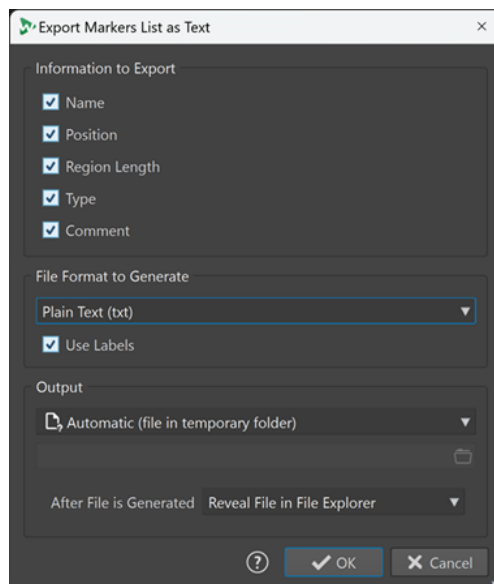 Export Markers List as Text
Information to Export
Name
Position
Region Length
Type
Comment
File Format to Generate
Plain Text (txt)
Use Labels
Output
Automatic (file in temporary folder)
After File is Generated Reveal File in File Explorer
? OK Cancel